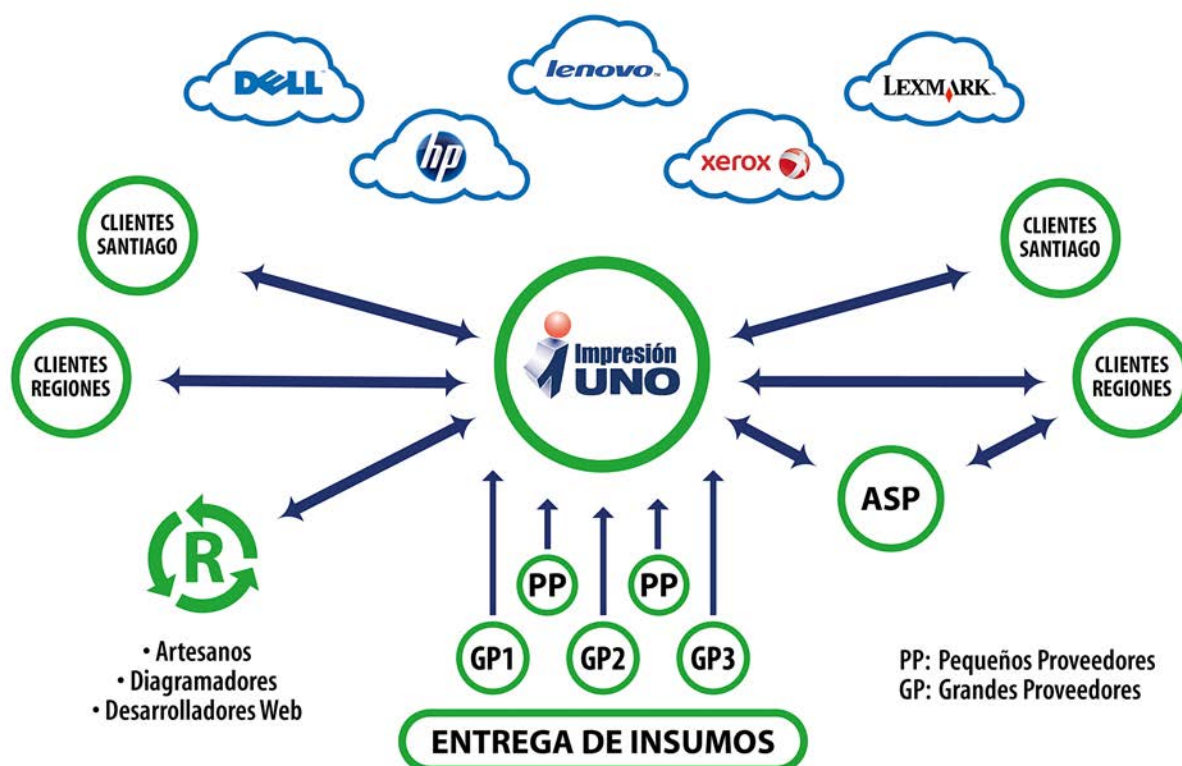 DELL
lenovo
LEXMARK
hp
xerox
CLIENTES
SANTIAGO
CLIENTES
SANTIAGO
Impresión
UNO
CLIENTES
REGIONES
CLIENTES
REGIONES
ASP
R
PP
PP
GP1
GP2
GP3
• Artesanos
• Diagramadores
• Desarrolladores Web
PP: Pequeños Proveedores
GP: Grandes Proveedores
ENTREGA DE INSUMOS